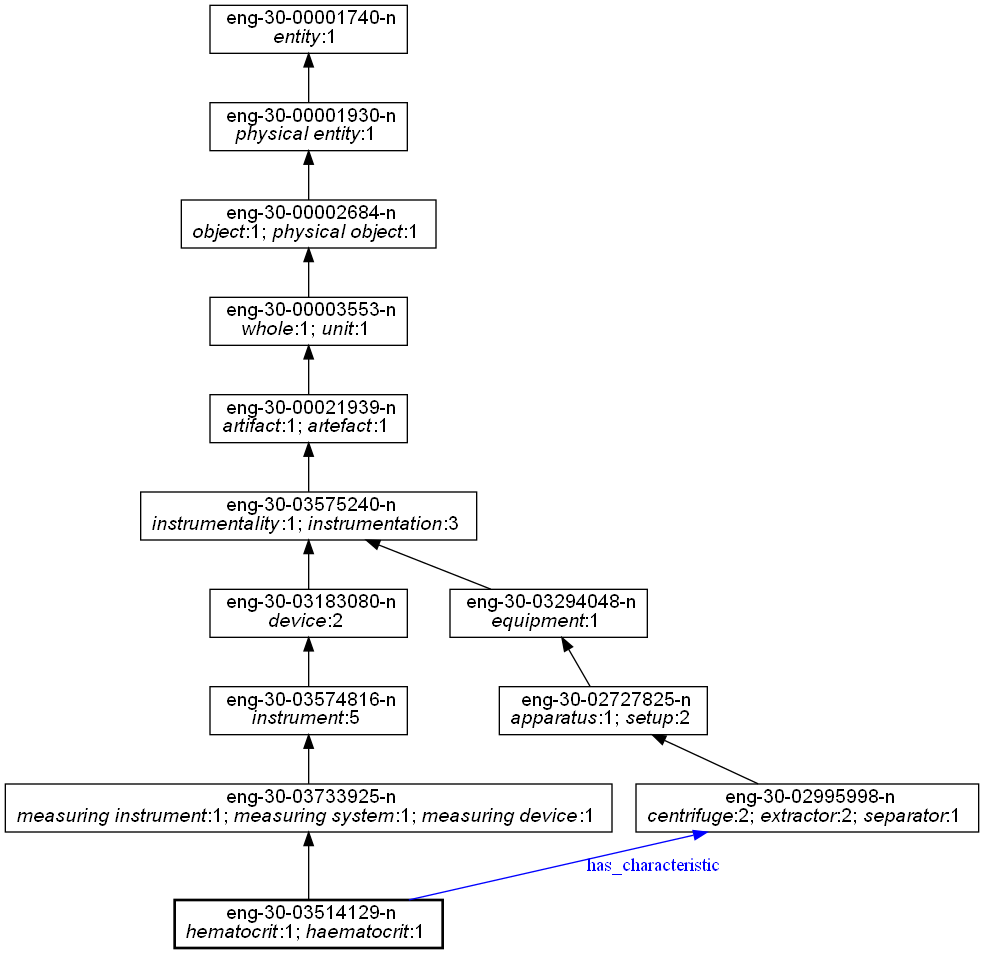 eng-30-00001740-n
entity:1
eng-30-00001930-n
physical entity:1
eng-30-00002684-n
object:1; physical object:1
eng-30-00003553-n
whole:1; unit:1
eng-30-00021939-n
artifact:1; artefact:1
eng-30-03575240-n
instrumentality:1; instrumentation:3
eng-30-03183080-n
device:2
eng-30-03294048-n
equipment:1
eng-30-03574816-n
instrument:5
eng-30-02727825-n
apparatus:1; setup:2
eng-30-03733925-n
measuring instrument:1; measuring system:1; measuring device:1
eng-30-02995998-n
centrifuge:2; extractor:2; separator:1
has_characteristic
eng-30-03514129-n
hematocrit:1; haematocrit:1